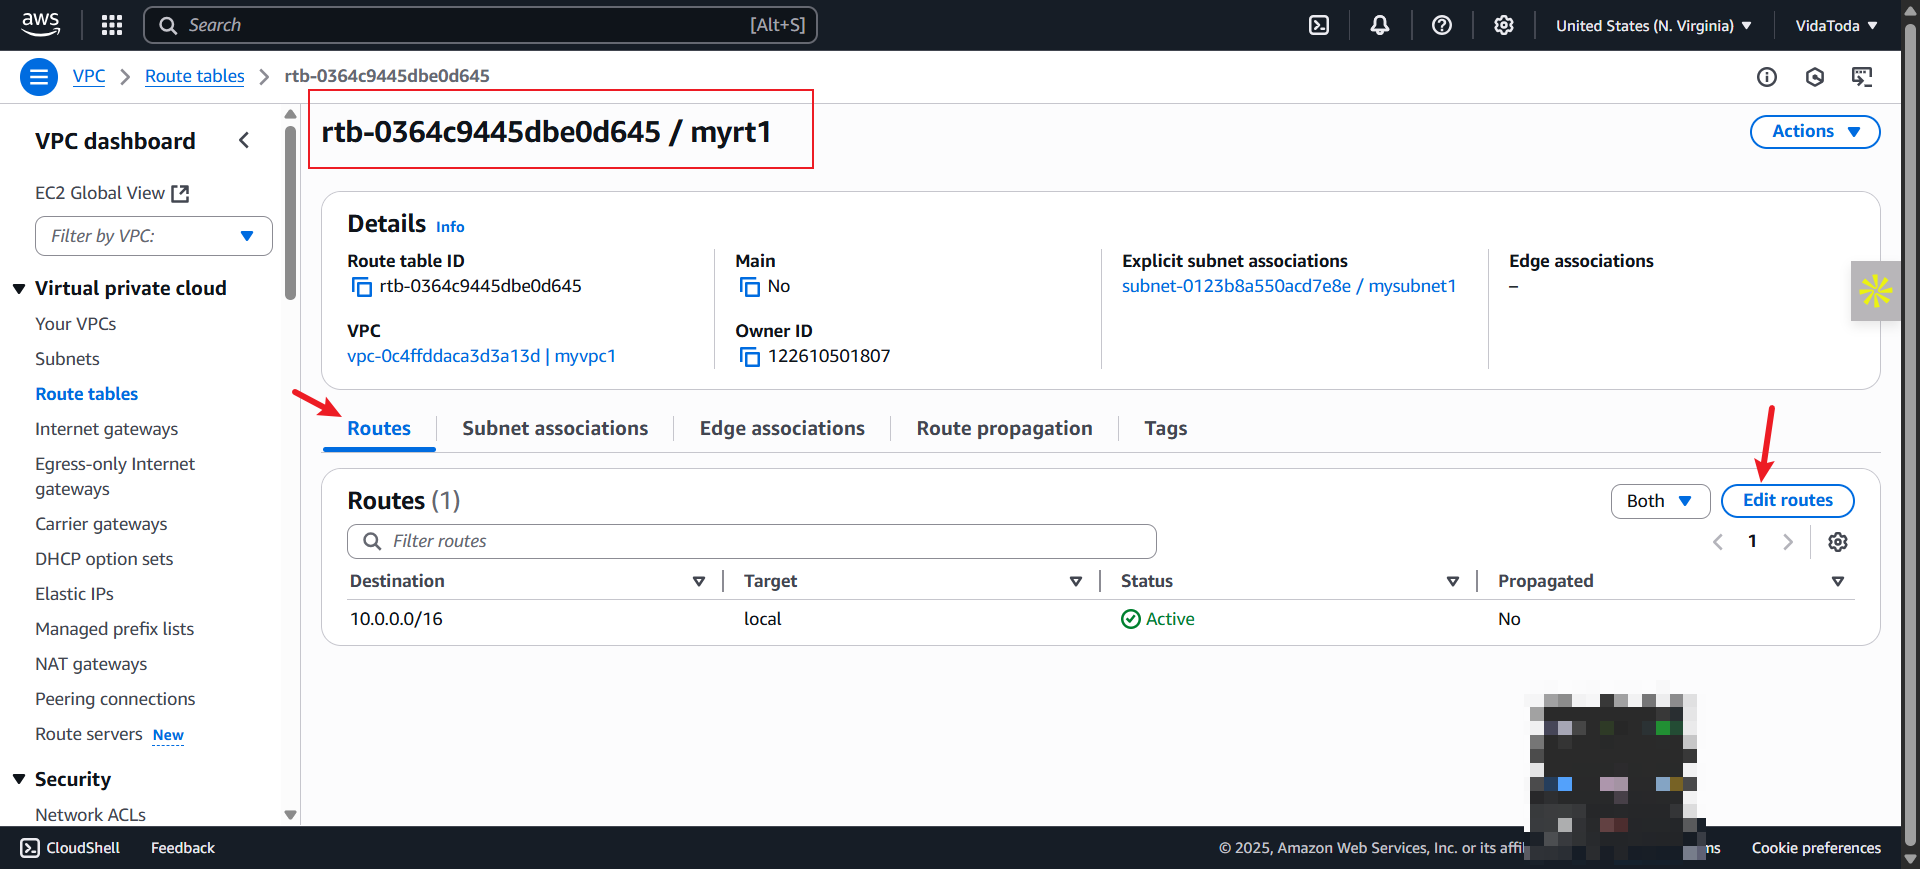 aws
Search
[Alt+S]
United States (N. Virginia)
VidaToda
VPC
Route tables
rtb-0364c9445dbe0d645
VPC dashboard
EC2 Global View
Filter by VPC:
Virtual private cloud
Your VPCs
Subnets
Route tables
Internet gateways
Egress-only Internet
gateways
Carrier gateways
DHCP option sets
Elastic IPs
Managed prefix lists
NAT gateways
Peering connections
Route servers New
Security
Network ACLs
rtb-0364c9445dbe0d645 / myrt1
Actions
Details Info
Route table ID
rtb-0364c9445dbe0d645
Main
No
Explicit subnet associations
subnet-0123b8a550acd7e8e / mysubnet1
Edge associations
–
VPC
vpc-0c4ffddaca3d3a13d | myvpc1
Owner ID
122610501807
Routes
Subnet associations
Edge associations
Route propagation
Tags
Routes (1)
Both
Edit routes
Filter routes
1
Destination
Target
Status
Propagated
10.0.0.0/16
local
Active
No
CloudShell
Feedback
© 2025, Amazon Web Services, Inc. or its
Cookie preferences